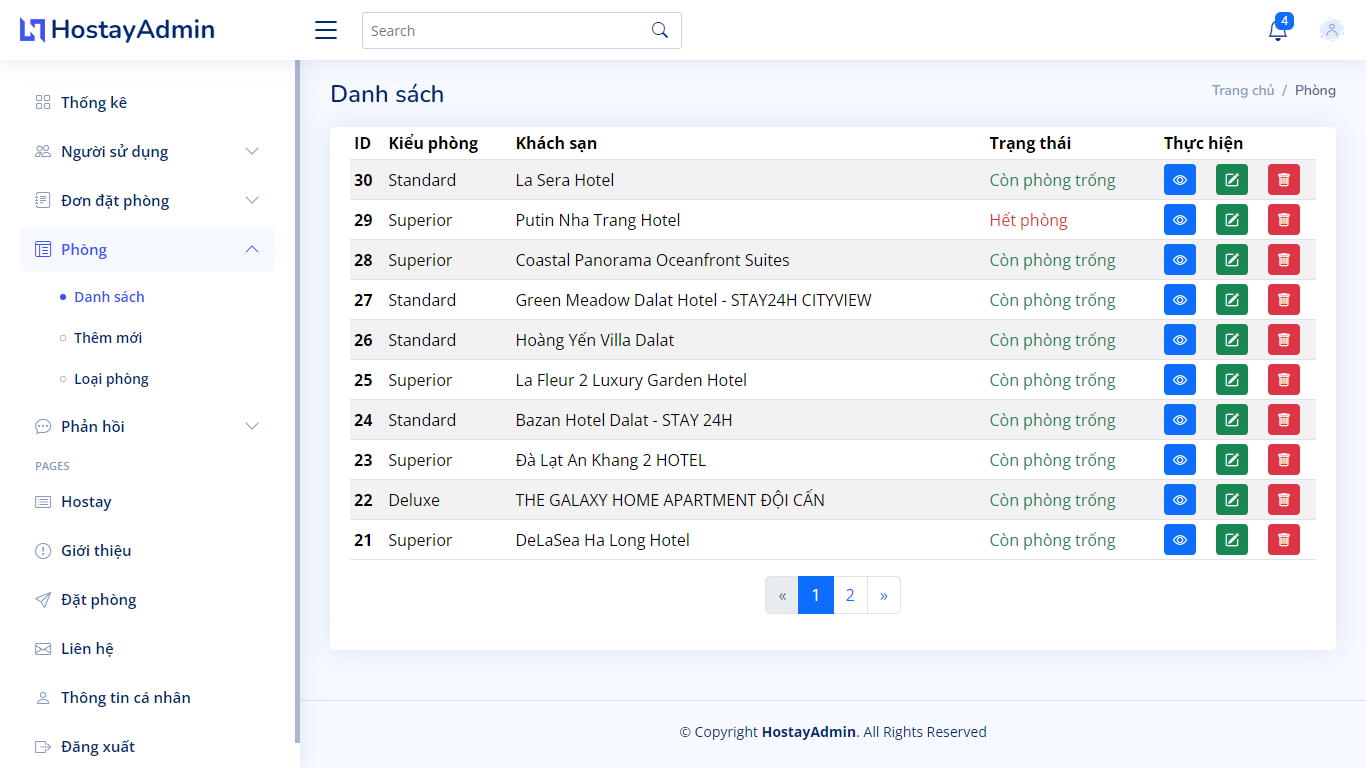 HostayAdmin
Search
4
Thống kê
Người sử dụng
Đơn đặt phòng
Phòng
Danh sách
Thêm mới
Loại phòng
Phản hồi
PAGES
Hostay
Giới thiệu
Đặt phòng
Liên hệ
Thông tin cá nhân
Đăng xuất
Danh sách
Trang chủ / Phòng
ID Kiểu phòng Khách sạn Trạng thái Thực hiện
30 Standard La Sera Hotel Còn phòng trống
29 Superior Putin Nha Trang Hotel Hết phòng
28 Superior Coastal Panorama Oceanfront Suites Còn phòng trống
27 Standard Green Meadow Dalat Hotel - STAY24H CITYVIEW Còn phòng trống
26 Standard Hoàng Yến Villa Dalat Còn phòng trống
25 Superior La Fleur 2 Luxury Garden Hotel Còn phòng trống
24 Standard Bazan Hotel Dalat - STAY 24H Còn phòng trống
23 Superior Đà Lạt An Khang 2 HOTEL Còn phòng trống
22 Deluxe THE GALAXY HOME APARTMENT ĐỘI CẤN Còn phòng trống
21 Superior DeLaSea Ha Long Hotel Còn phòng trống
« 1 2 »
© Copyright HostayAdmin. All Rights Reserved